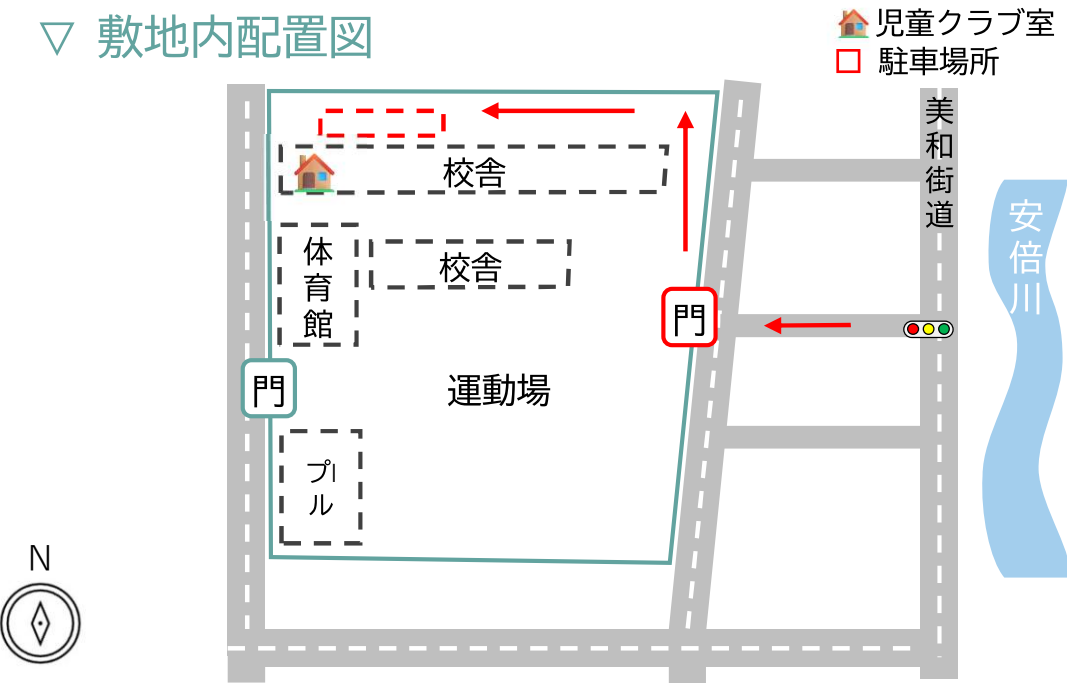 ▽ 敷地内配置図
児童クラブ室
駐車場所
美和街道
安倍川
校舎
体育館
校舎
門
門
運動場
プール
N